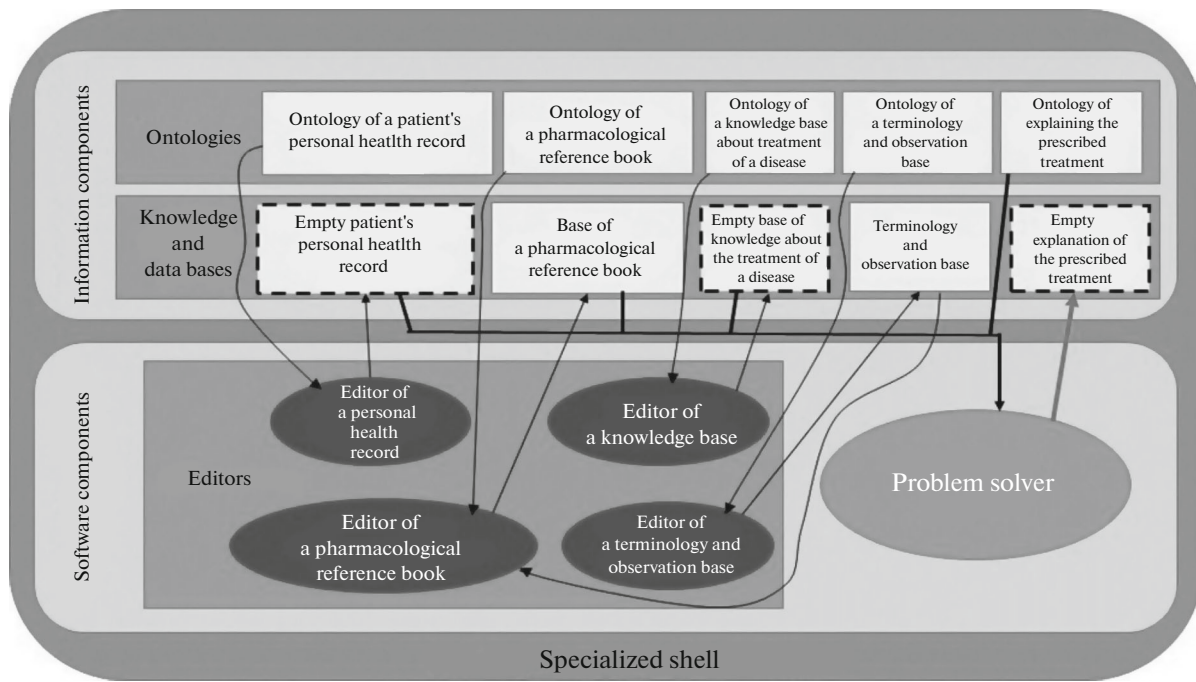 Information components
Ontologies
Ontology of a patient's
personal heatlth record
Ontology of
a pharmacological
reference book
Ontology of
a knowledge base
about treatment
of a disease
Ontology of
a terminology
and observation
base
Ontology of
explaining the
prescribed
treatment
Knowledge
and
data bases
Empty patient's
personal heatlth
record
Base of
a pharmacological
reference book
Empty base of
knowledge about
the treatment of
a disease
Terminology
and
observation base
Empty
explanation of
the prescribed
treatment
Software components
Editors
Editor of
a personal
health
record
Editor of
a knowledge base
Editor of
a pharmacological
reference book
Editor of
a terminology and
observation base
Problem solver
Specialized shell